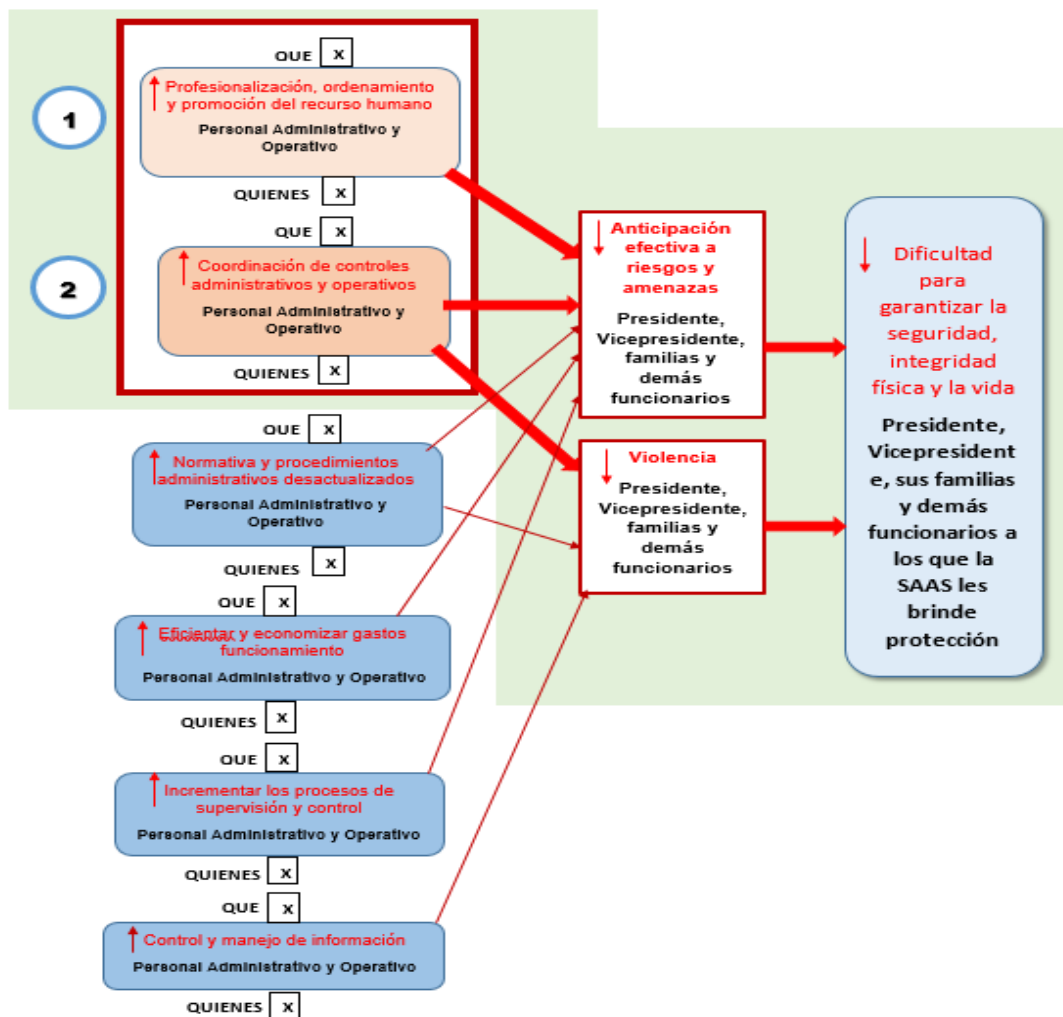 QUE x
↑ Profesionalización, ordenamiento
y promoción del recurso humano
Personal Administrativo y
Operativo
1
QUIENES x
QUE x
↑ Coordinación de controles
administrativos y operativos
Personal Administrativo y
Operativo
2
QUIENES x
QUE x
↑ Normativa y procedimientos
administrativos desactualizados
Personal Administrativo y
Operativo
QUIENES x
QUE x
↑ Eficientar y economizar gastos
funcionamiento
Personal Administrativo y Operativo
QUIENES x
QUE x
↑ Incrementar los procesos de
supervisión y control
Personal Administrativo y Operativo
QUIENES x
QUE x
↑ Control y manejo de información
Personal Administrativo y Operativo
QUIENES x
↓ Anticipación
efectiva a
riesgos y
amenazas
Presidente,
Vicepresidente,
familias y
demás
funcionarios
↓ Violencia
Presidente,
Vicepresidente,
familias y
demás
funcionarios
↓ Dificultad
para
garantizar la
seguridad,
integridad
física y la vida
Presidente,
Vicepresident
e, sus familias
y demás
funcionarios a
los que la
SAAS les
brinde
protección